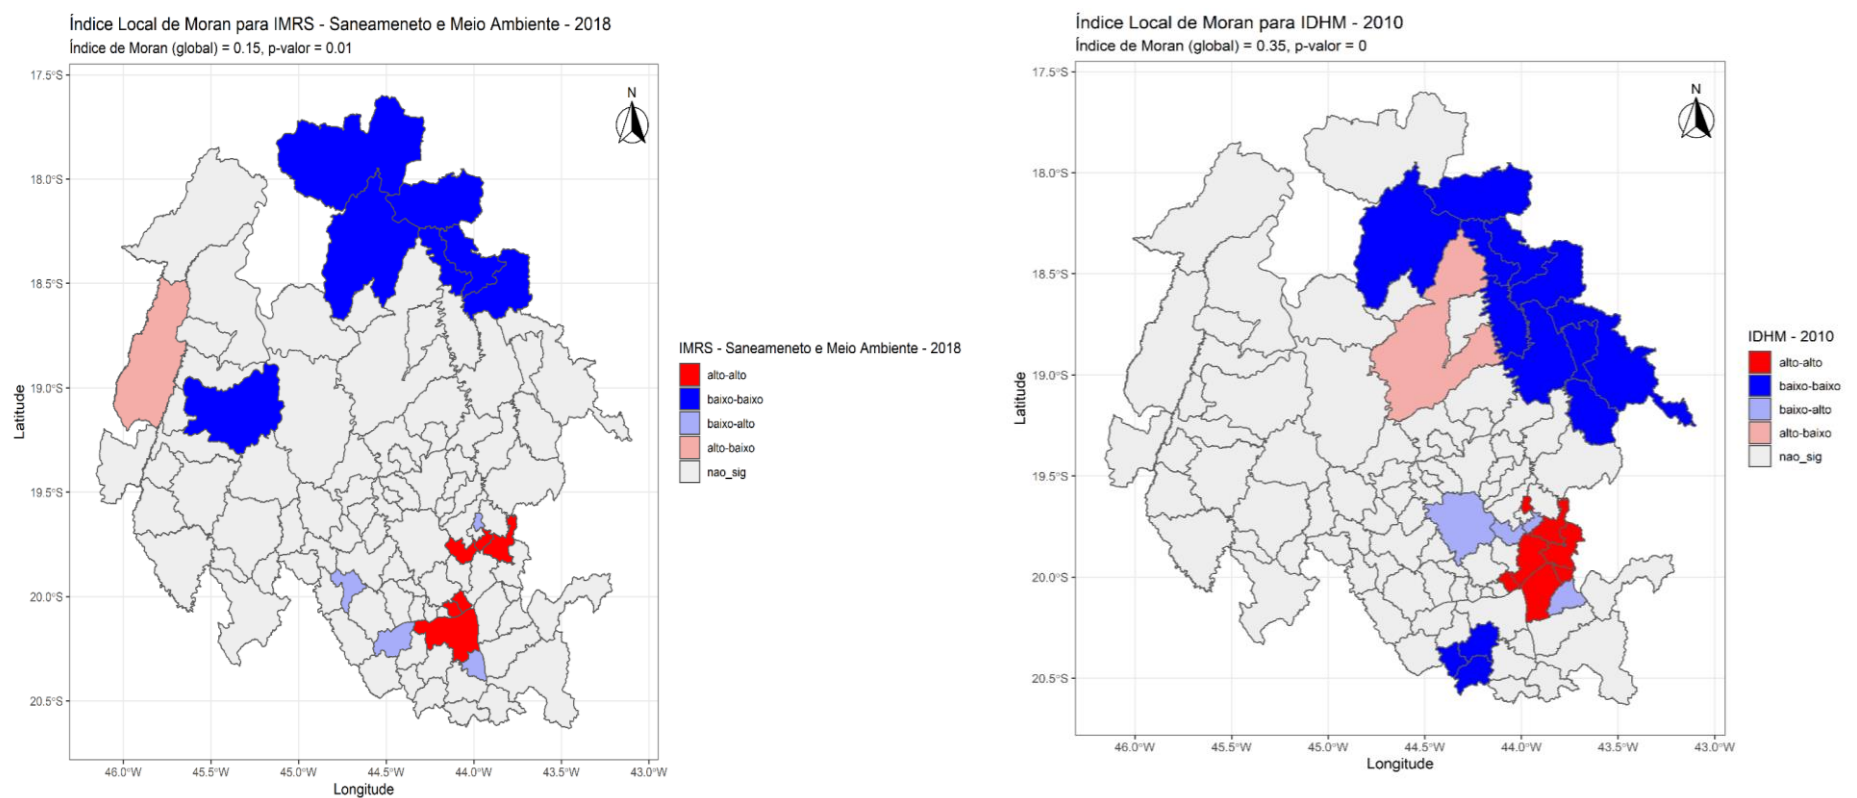 Índice Local de Moran para IMRS - Saneameneto e Meio Ambiente - 2018
Índice de Moran (global) = 0.15, p-valor = 0.01
17.5°S
18.0°S
18.5°S
19.0°S
19.5°S
20.0°S
20.5°S
Latitude
N
46.0°W 45.5°W 45.0°W 44.5°W 44.0°W 43.5°W 43.0°W
Longitude
IMRS - Saneameneto e Meio Ambiente - 2018
alto-alto
baixo-baixo
baixo-alto
alto-baixo
nao_sig
Índice Local de Moran para IDHM - 2010
Índice de Moran (global) = 0.35, p-valor = 0
17.5°S
18.0°S
18.5°S
19.0°S
19.5°S
20.0°S
20.5°S
Latitude
N
46.0°W 45.5°W 45.0°W 44.5°W 44.0°W 43.5°W 43.0°W
Longitude
IDHM - 2010
alto-alto
baixo-baixo
baixo-alto
alto-baixo
nao_sig